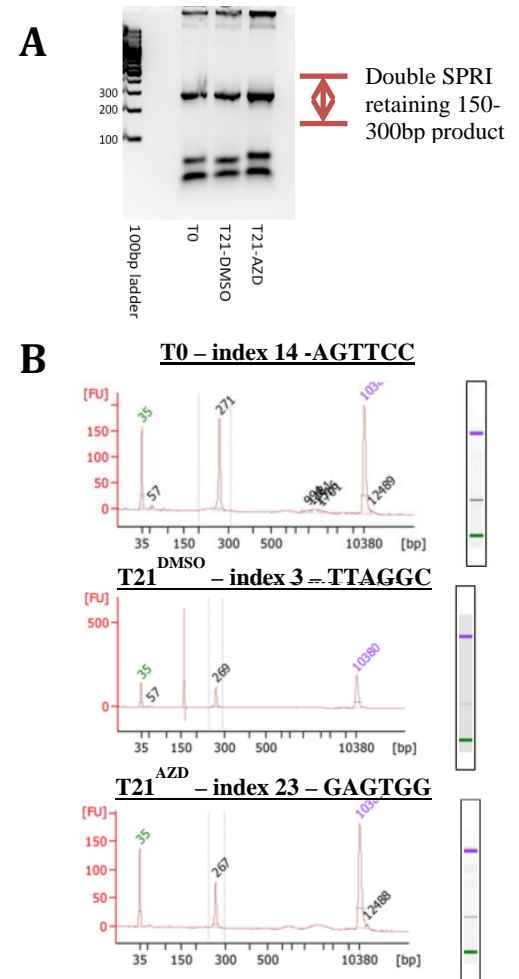 A
300
200
100
Double SPRI
retaining 150-
300bp product
100bp ladder
T0
T21-DMSO
T21-AZD
B
T0 – index 14 -AGTTCC
[FU]
150
100
50
0
35
57
271
12489
35 150 300 500 10380 [bp]
T21DMSO – index 3 – TTAGGC
[FU]
500
0
35
57
269
10380
35 150 300 500 10380 [bp]
T21AZD – index 23 – GAGTGG
[FU]
150
100
50
0
35
267
12488
35 150 300 500 10380 [bp]